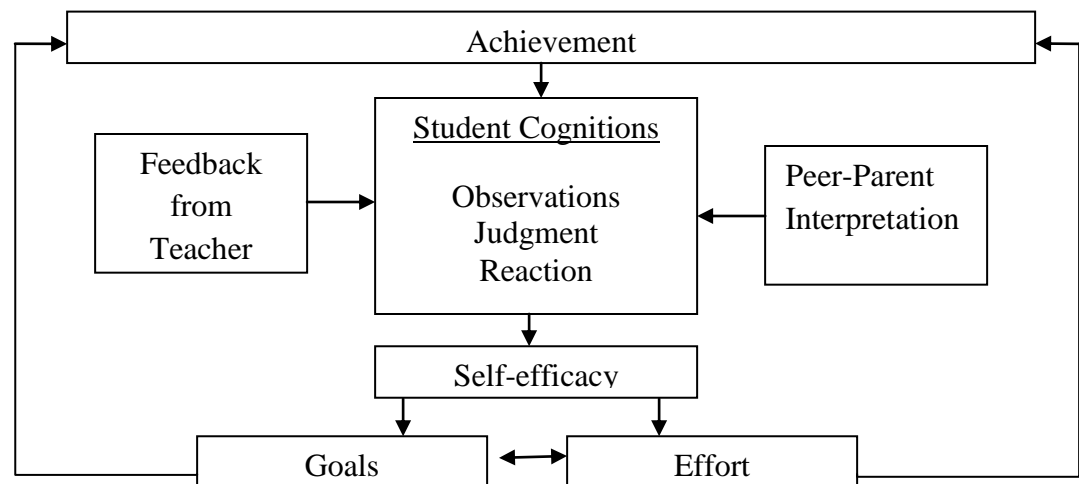 Achievement
Student Cognitions
Observations
Judgment
Reaction
Feedback
from
Teacher
Peer-Parent
Interpretation
Self-efficacy
Goals
Effort